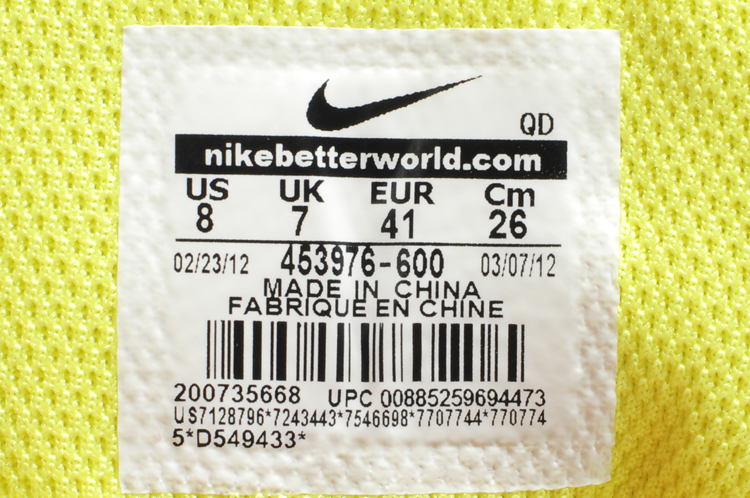 QD
nikebetterworld.com
US UK EUR Cm
8 7 41 26
02/23/12 453976-600 03/07/12
MADE IN CHINA
FABRIQUE EN CHINE
200735668 UPC 00885259694473
US7128796*7243443*7546698*7707744*770774
5*D549433*